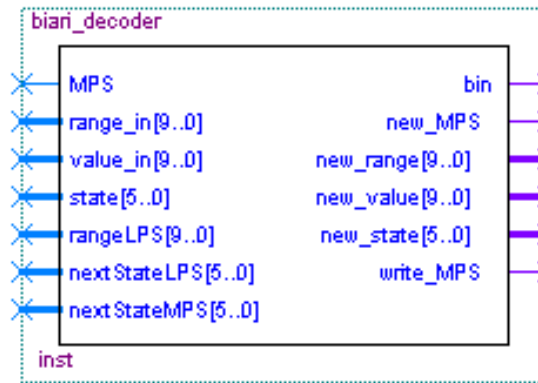 biari_decoder
MPS bin
range_in[9..0] new_MPS
value_in[9..0] new_range[9..0]
state[5..0] new_value[9..0]
rangeLPS[9..0] new_state[5..0]
nextStateLPS[5..0] write_MPS
nextStateMPS[5..0]
inst